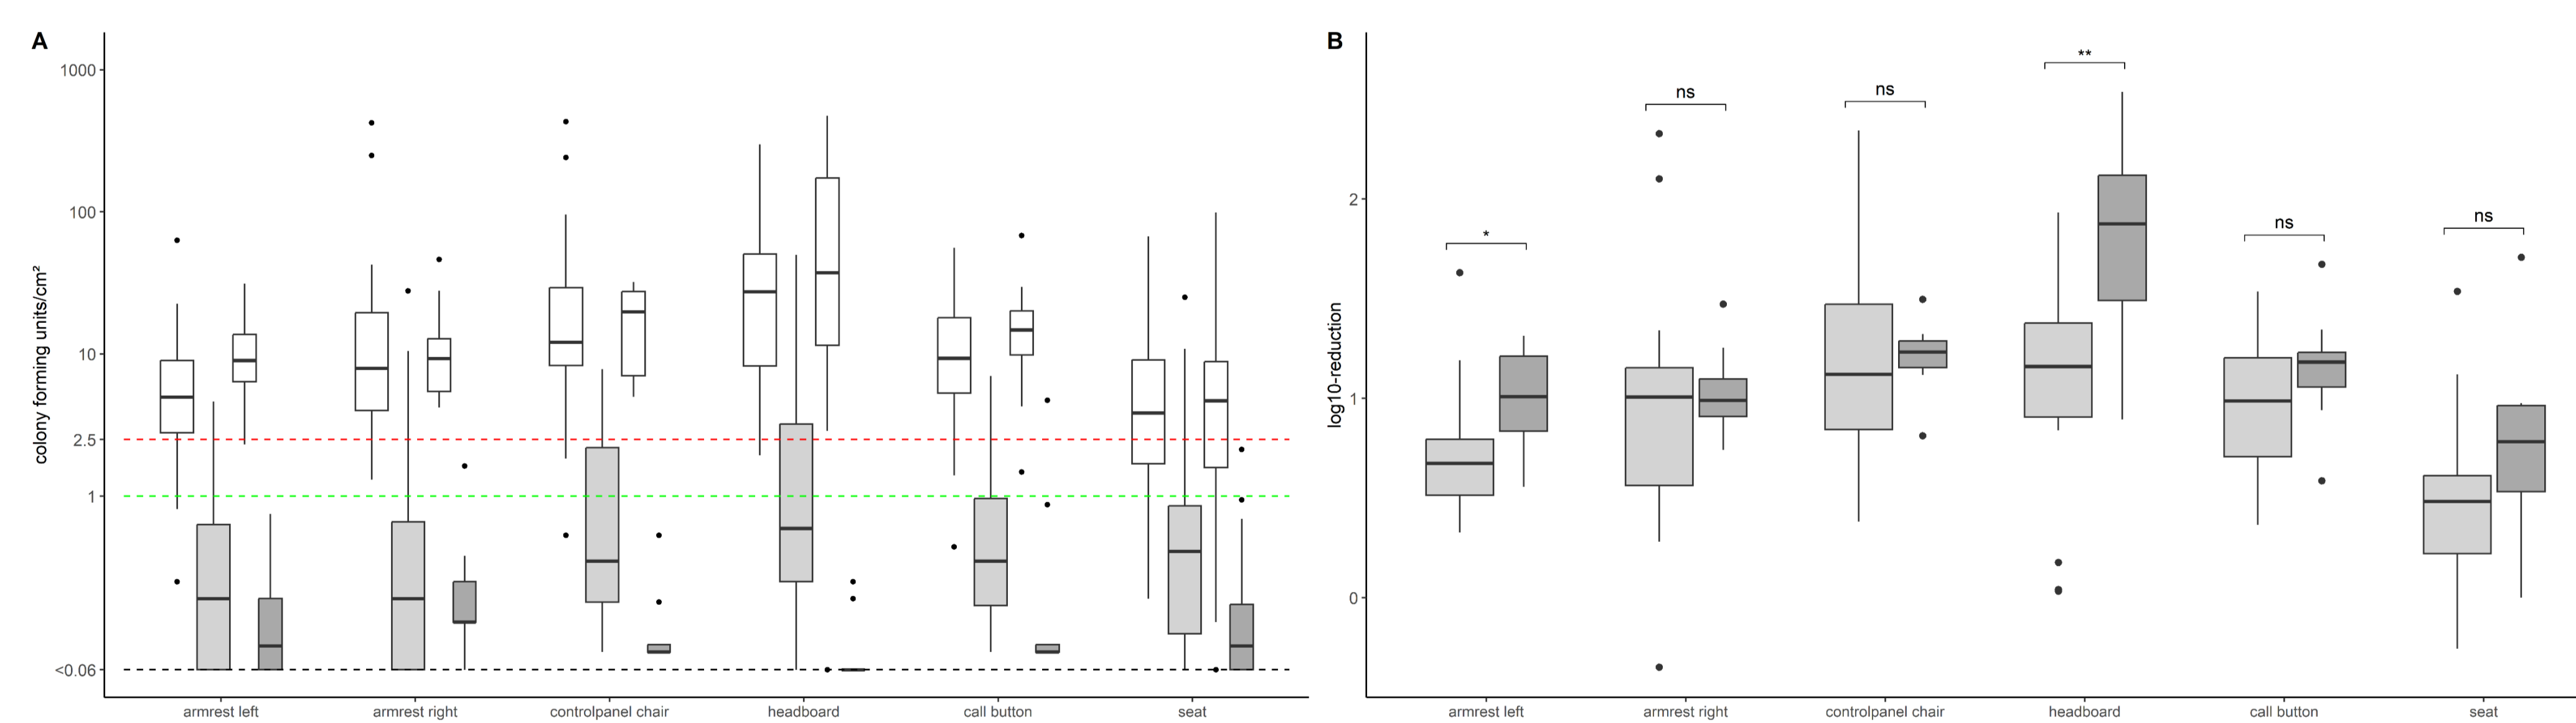 A
colony forming units/cm²
1000
100
10
2.5
1
<0.06
armrest left
armrest right
controlpanel chair
headboard
call button
seat
B
log10-reduction
2
1
0
*
ns
ns
**
ns
ns
armrest left
armrest right
controlpanel chair
headboard
call button
seat